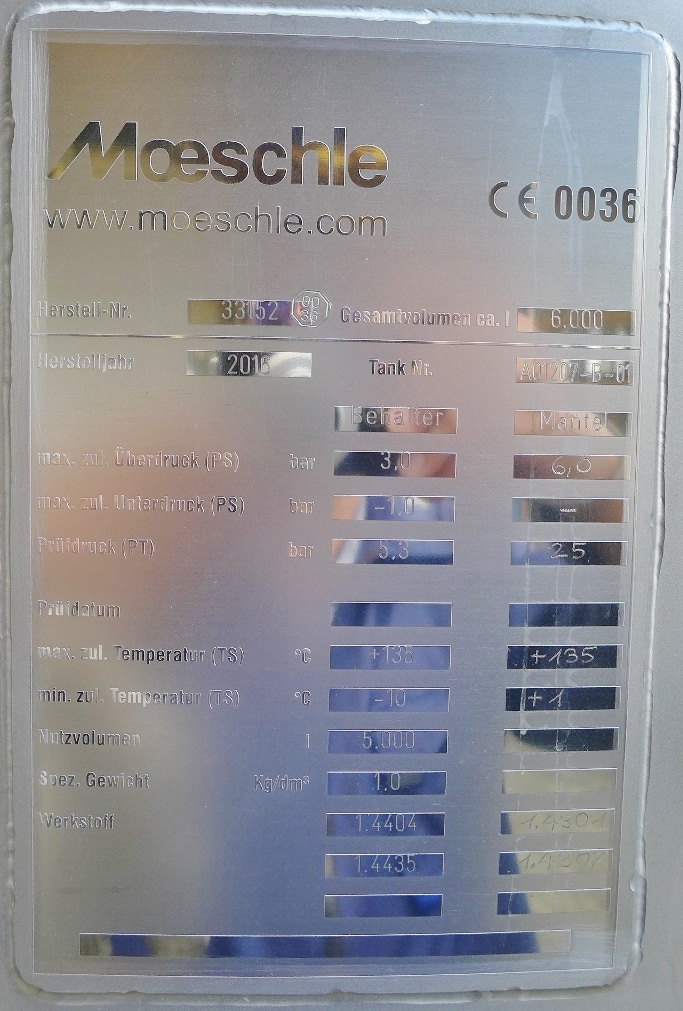 Mœschle
www.moeschle.com
CE 0036
Herstell-Nr. 33152 Gesamtvolumen ca. l 6.000
Herstelljahr 2016 Tank Nr. A01207-B-01
Behälter Mantel
max. zul. Überdruck (PS) bar 3,0 6,0
max. zul. Unterdruck (PS) bar -1,0 -
Prüfdruck (PT) bar 5,3
Prüfdatum
max. zul. Temperatur (TS) °C +135
min. zul. Temperatur (TS) °C -10 +1
Nutzvolumen l 5.000
Spez. Gewicht Kg/dm³ 1.0
Werkstoff 1.4404 1.4301
1.4435